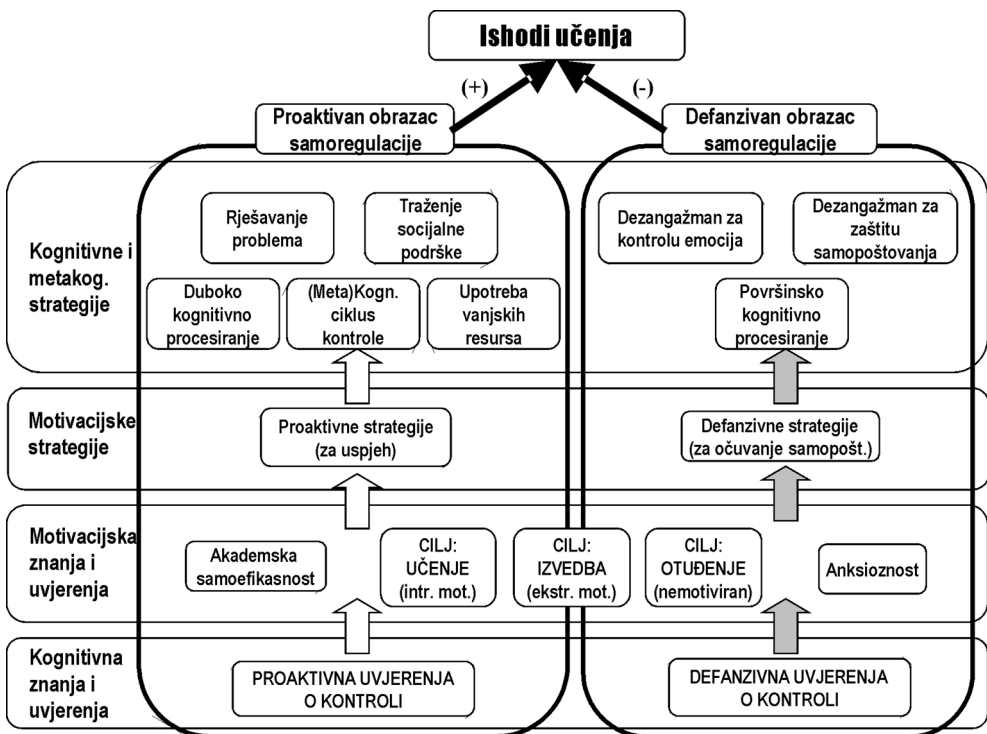 Ishodi učenja
(+)
(-)
Proaktivan obrazac
samoregulacije
Defanzivan obrazac
samoregulacije
Kognitivne i
metakog.
strategije
Rješavanje
problema
Traženje
socijalne
podrške
Dezangažman za
kontrolu emocija
Dezangažman za
zaštitu
samopoštovanja
Duboko
kognitivno
procesiranje
(Meta)Kogn.
ciklus
kontrole
Upotreba
vanjskih
resursa
Površinsko
kognitivno
procesiranje
Motivacijske
strategije
Proaktivne strategije
(za uspjeh)
Defanzivne strategije
(za očuvanje samopošt.)
Motivacijska
znanja i
uvjerenja
Akademska
samoefikasnost
CILJ:
UČENJE
(intr. mot.)
CILJ:
IZVEDBA
(ekstr. mot.)
CILJ:
OTUĐENJE
(nemotiviran)
Anksioznost
Kognitivna
znanja i
uvjerenja
PROAKTIVNA UVJERENJA
O KONTROLI
DEFANZIVNA UVJERENJA
O KONTROLI